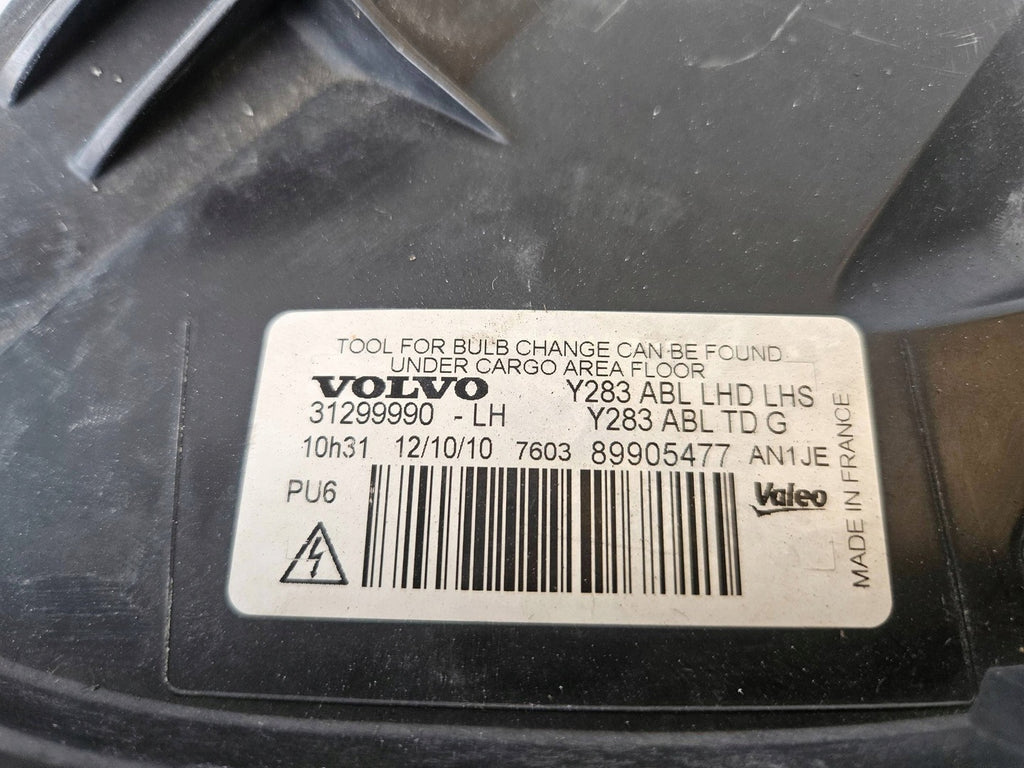 TOOL FOR BULB CHANGE CAN BE FOUND
UNDER CARGO AREA FLOOR
VOLVO Y283 ABL LHD LHS
31299990 - LH Y283 ABL TD G
10h31 12/10/10 7603 89905477 AN1JE
PU6
Valeo
MADE IN FRANCE